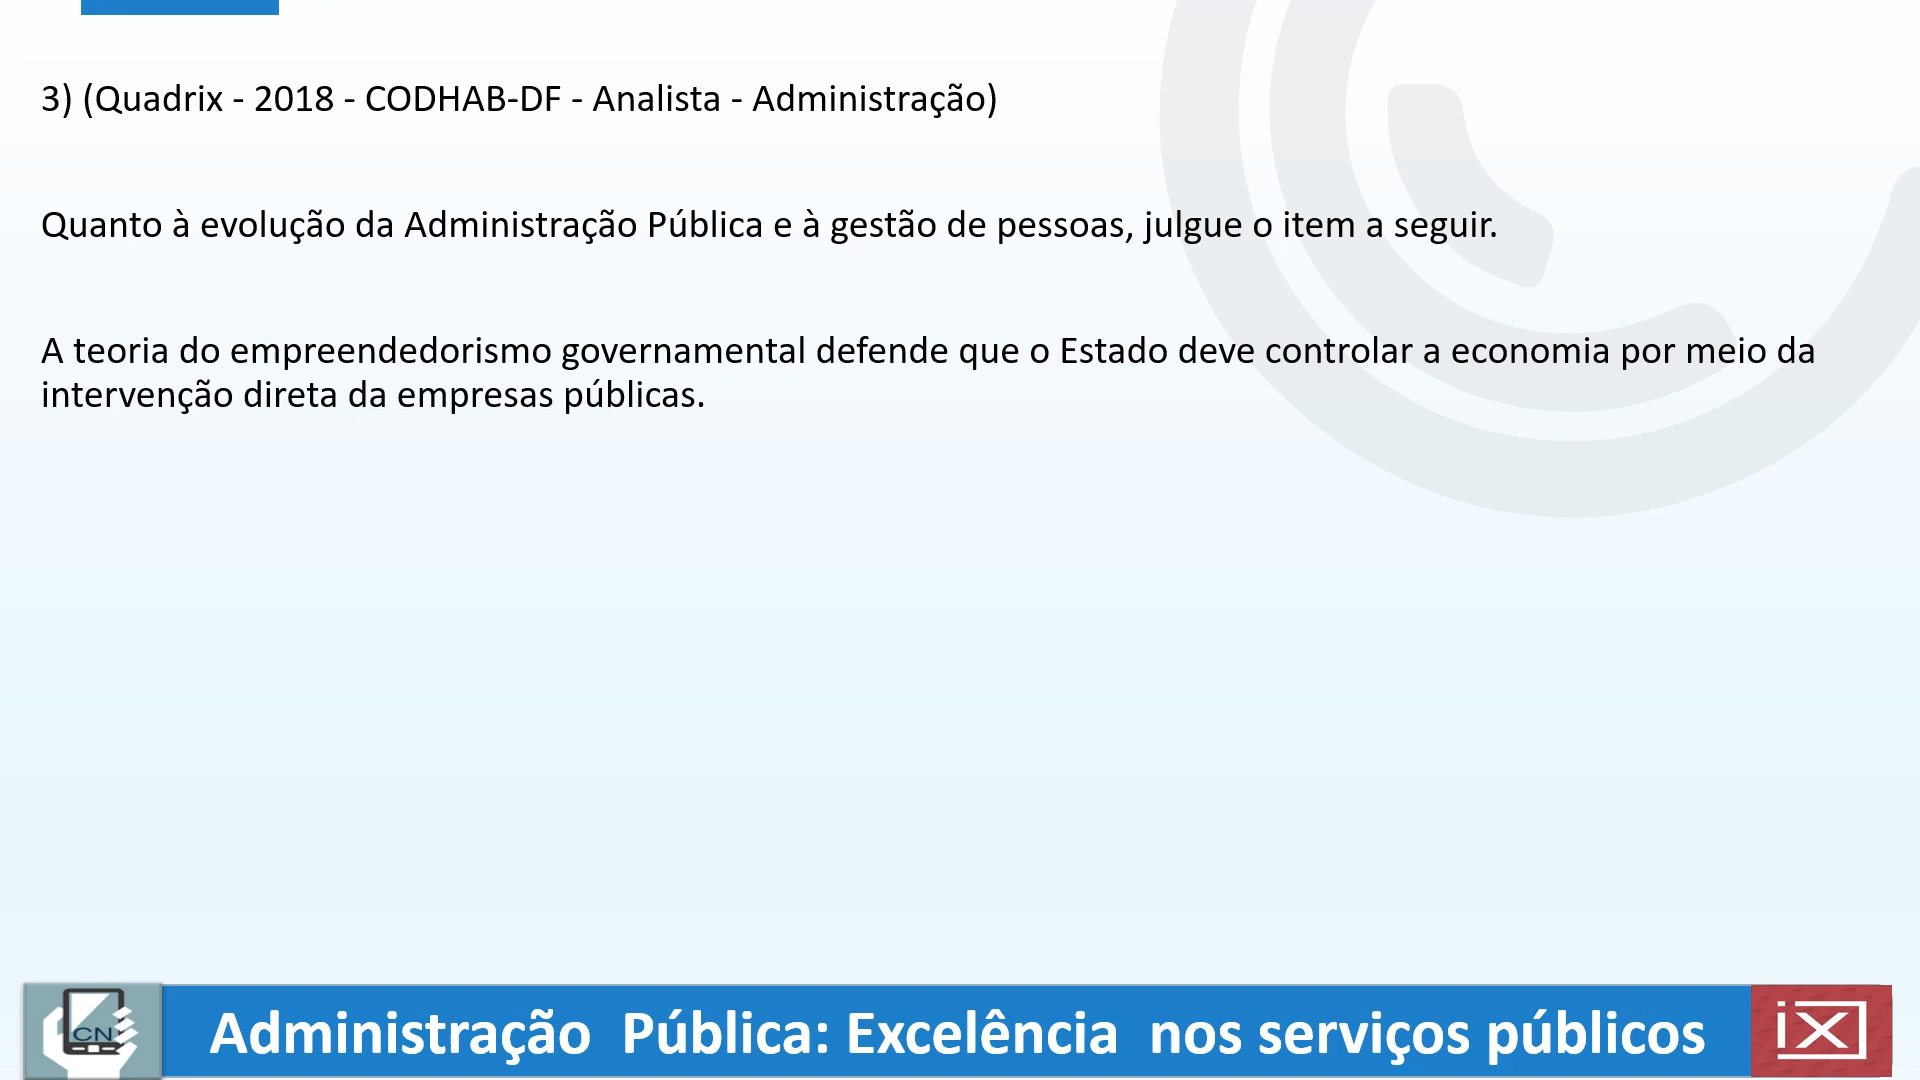 3) (Quadrix - 2018 - CODHAB-DF - Analista - Administração)
Quanto à evolução da Administração Pública e à gestão de pessoas, julgue o item a seguir.
A teoria do empreendedorismo governamental defende que o Estado deve controlar a economia por meio da
intervenção direta da empresas públicas.
CN
Administração Pública: Excelência nos serviços públicos
iX